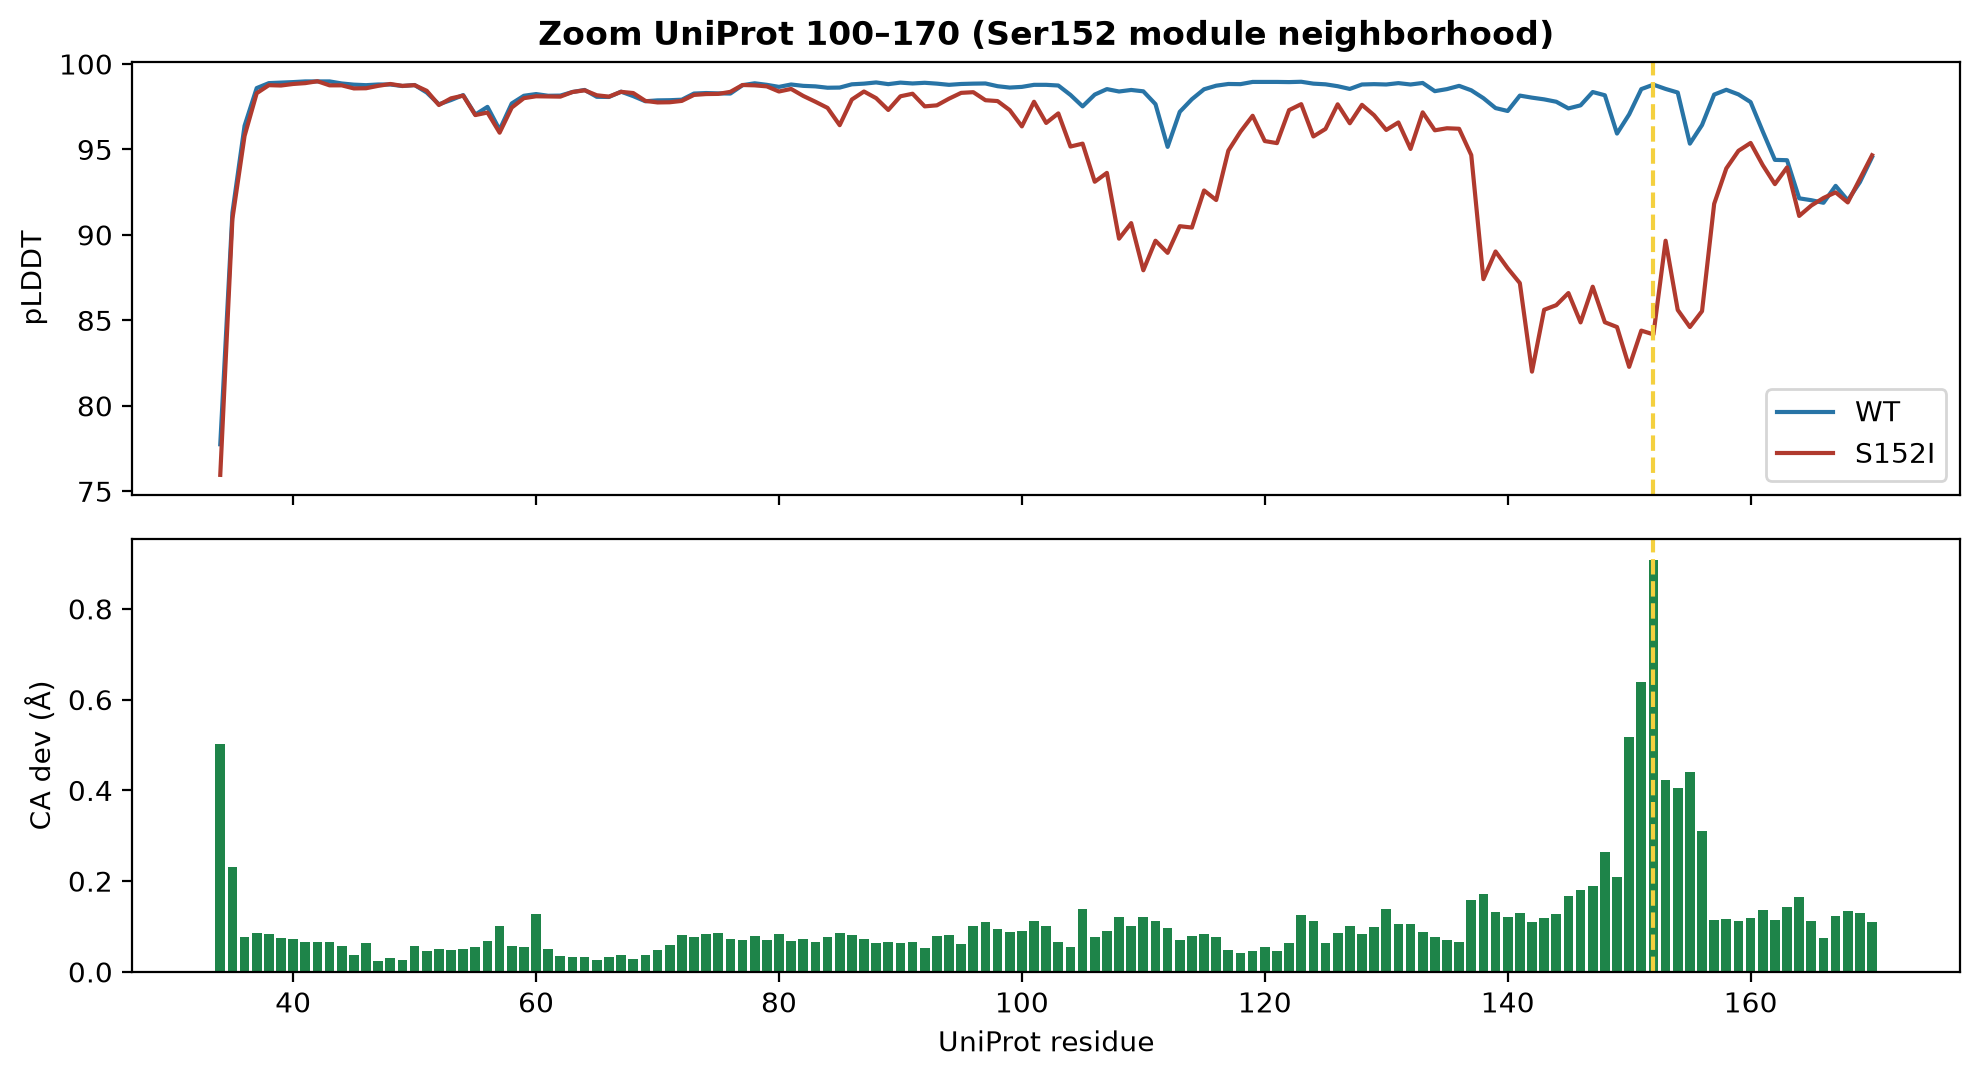 Zoom UniProt 100–170 (Ser152 module neighborhood)
100
95
90
85
80
75
pLDDT
WT
S152I
0.8
0.6
0.4
0.2
0.0
CA dev (Å)
40 60 80 100 120 140 160
UniProt residue